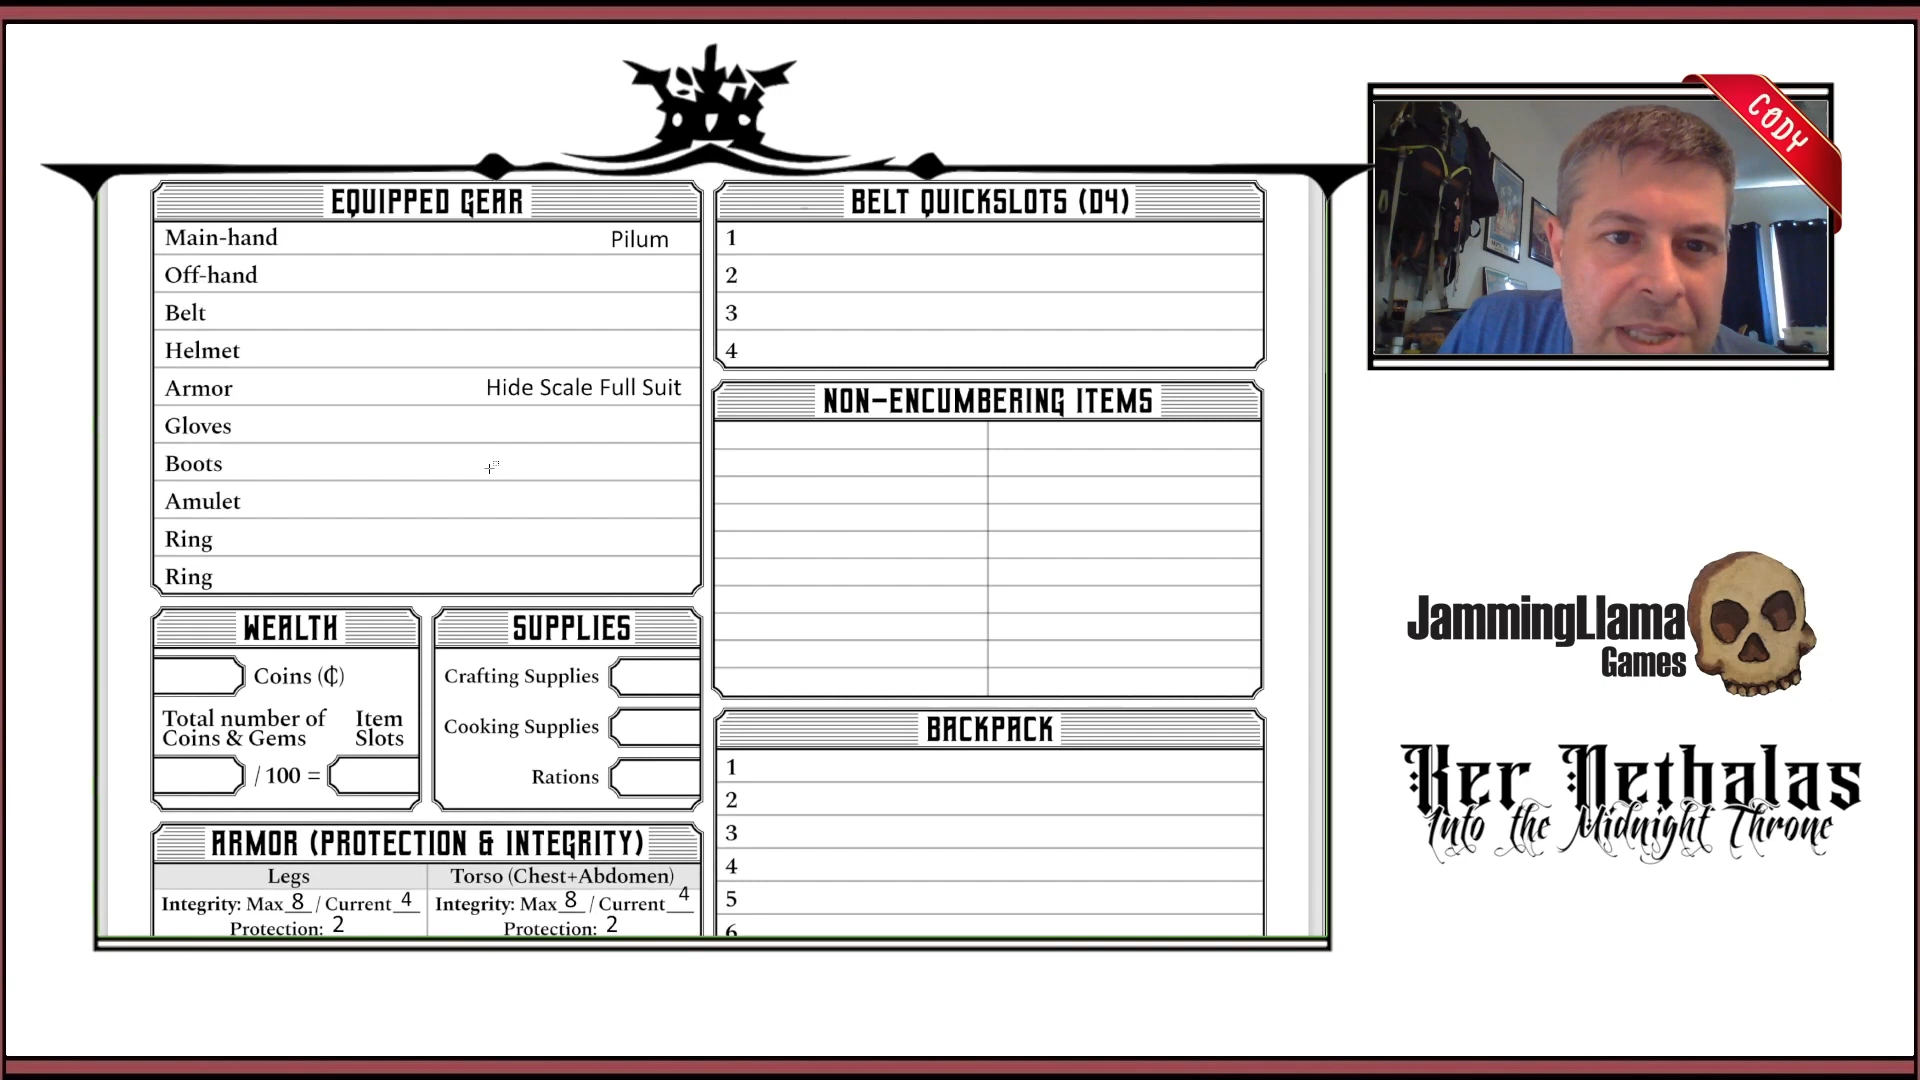 EQUIPPED GEAR
Main-hand Pilum
Off-hand
Belt
Helmet
Armor Hide Scale Full Suit
Gloves
Boots
Amulet
Ring
Ring
WEALTH
Coins (₵)
Total number of Coins & Gems
Item Slots
/ 100 =
SUPPLIES
Crafting Supplies
Cooking Supplies
Rations
ARMOR (PROTECTION & INTEGRITY)
Legs
Integrity: Max 8 / Current 4
Protection: 2
Torso (Chest+Abdomen)
Integrity: Max 8 / Current 4
Protection: 2
BELT QUICKSLOTS (D4)
1
2
3
4
NON-ENCUMBERING ITEMS
BACKPACK
1
2
3
4
5
6
CODY
JammingLlama
Games
Ker Nethalas
Into the Midnight Throne